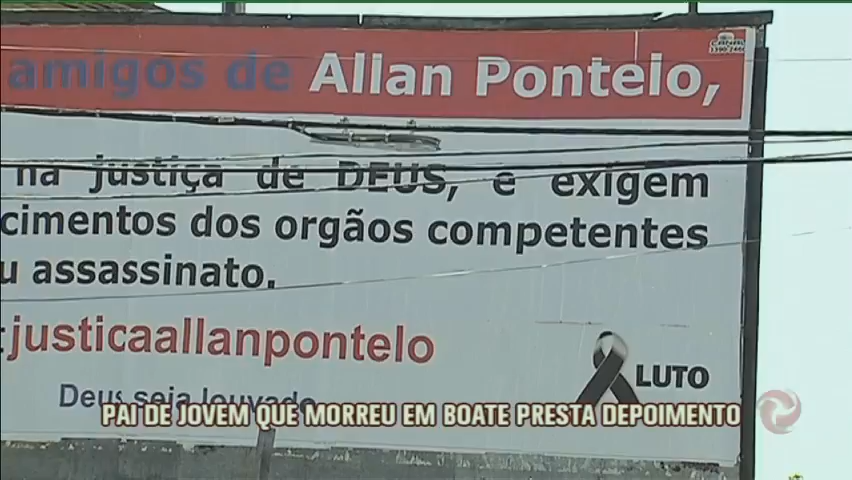 amigos de Allan Pontelo,
na justiça de DEUS, e exigem
cimentos dos orgãos competentes
u assassinato.
:justicaallanpontelo
LUTO
Deus seja louvado
PAI DE JOVEM QUE MORREU EM BOATE PRESTA DEPOIMENTO